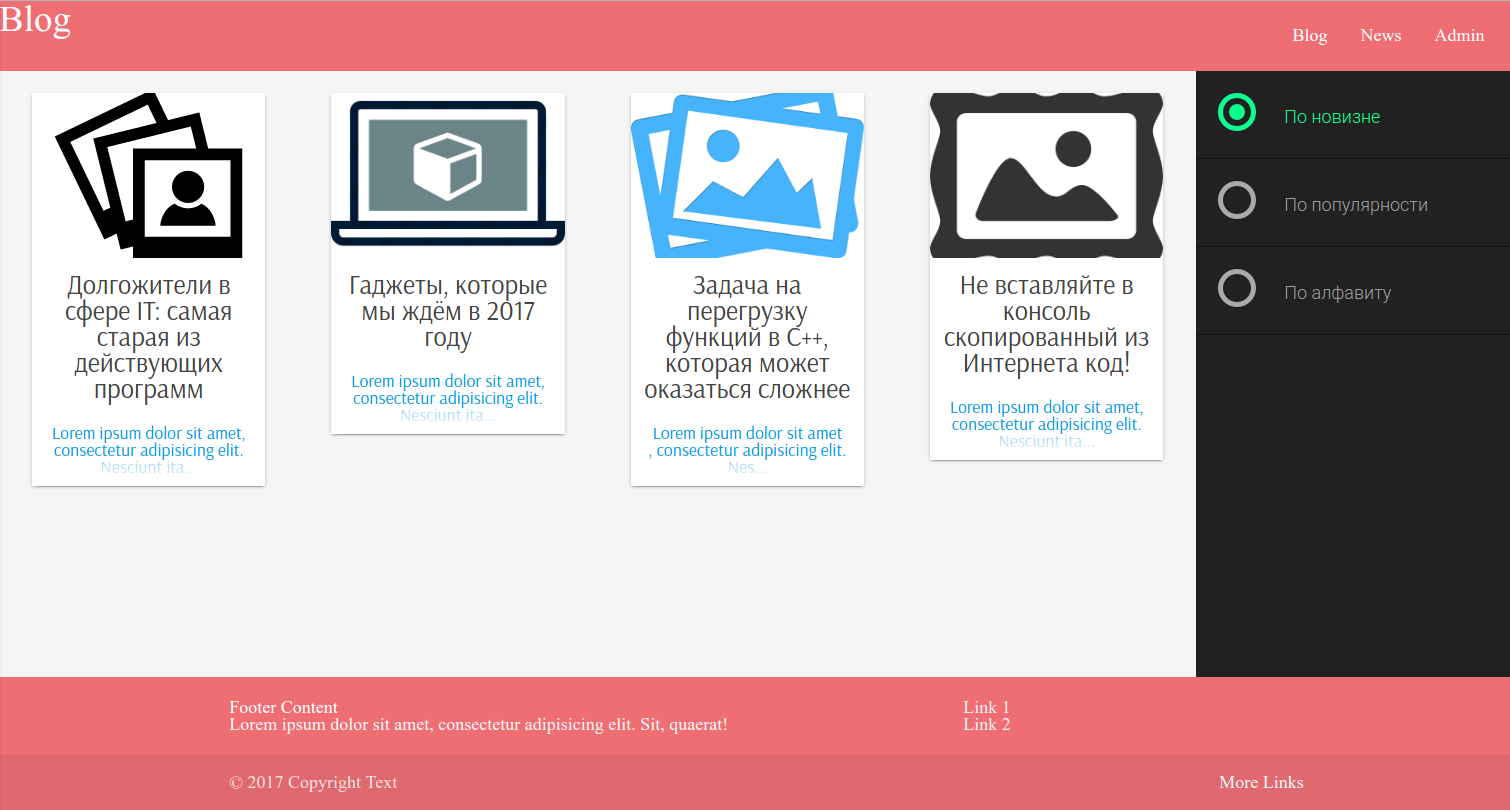 Blog
Blog News Admin
Долгожители в
сфере IT: самая
старая из
действующих
программ
Lorem ipsum dolor sit amet,
consectetur adipisicing elit.
Nesciunt ita...
Гаджеты, которые
мы ждём в 2017
году
Lorem ipsum dolor sit amet,
consectetur adipisicing elit.
Nesciunt ita...
Задача на
перегрузку
функций в C++,
которая может
оказаться сложнее
Lorem ipsum dolor sit amet
, consectetur adipisicing elit.
Nes...
Не вставляйте в
консоль
скопированный из
Интернета код!
Lorem ipsum dolor sit amet,
consectetur adipisicing elit.
Nesciunt ita...
По новизне
По популярности
По алфавиту
Footer Content
Lorem ipsum dolor sit amet, consectetur adipisicing elit. Sit, quaerat!
Link 1
Link 2
© 2017 Copyright Text
More Links